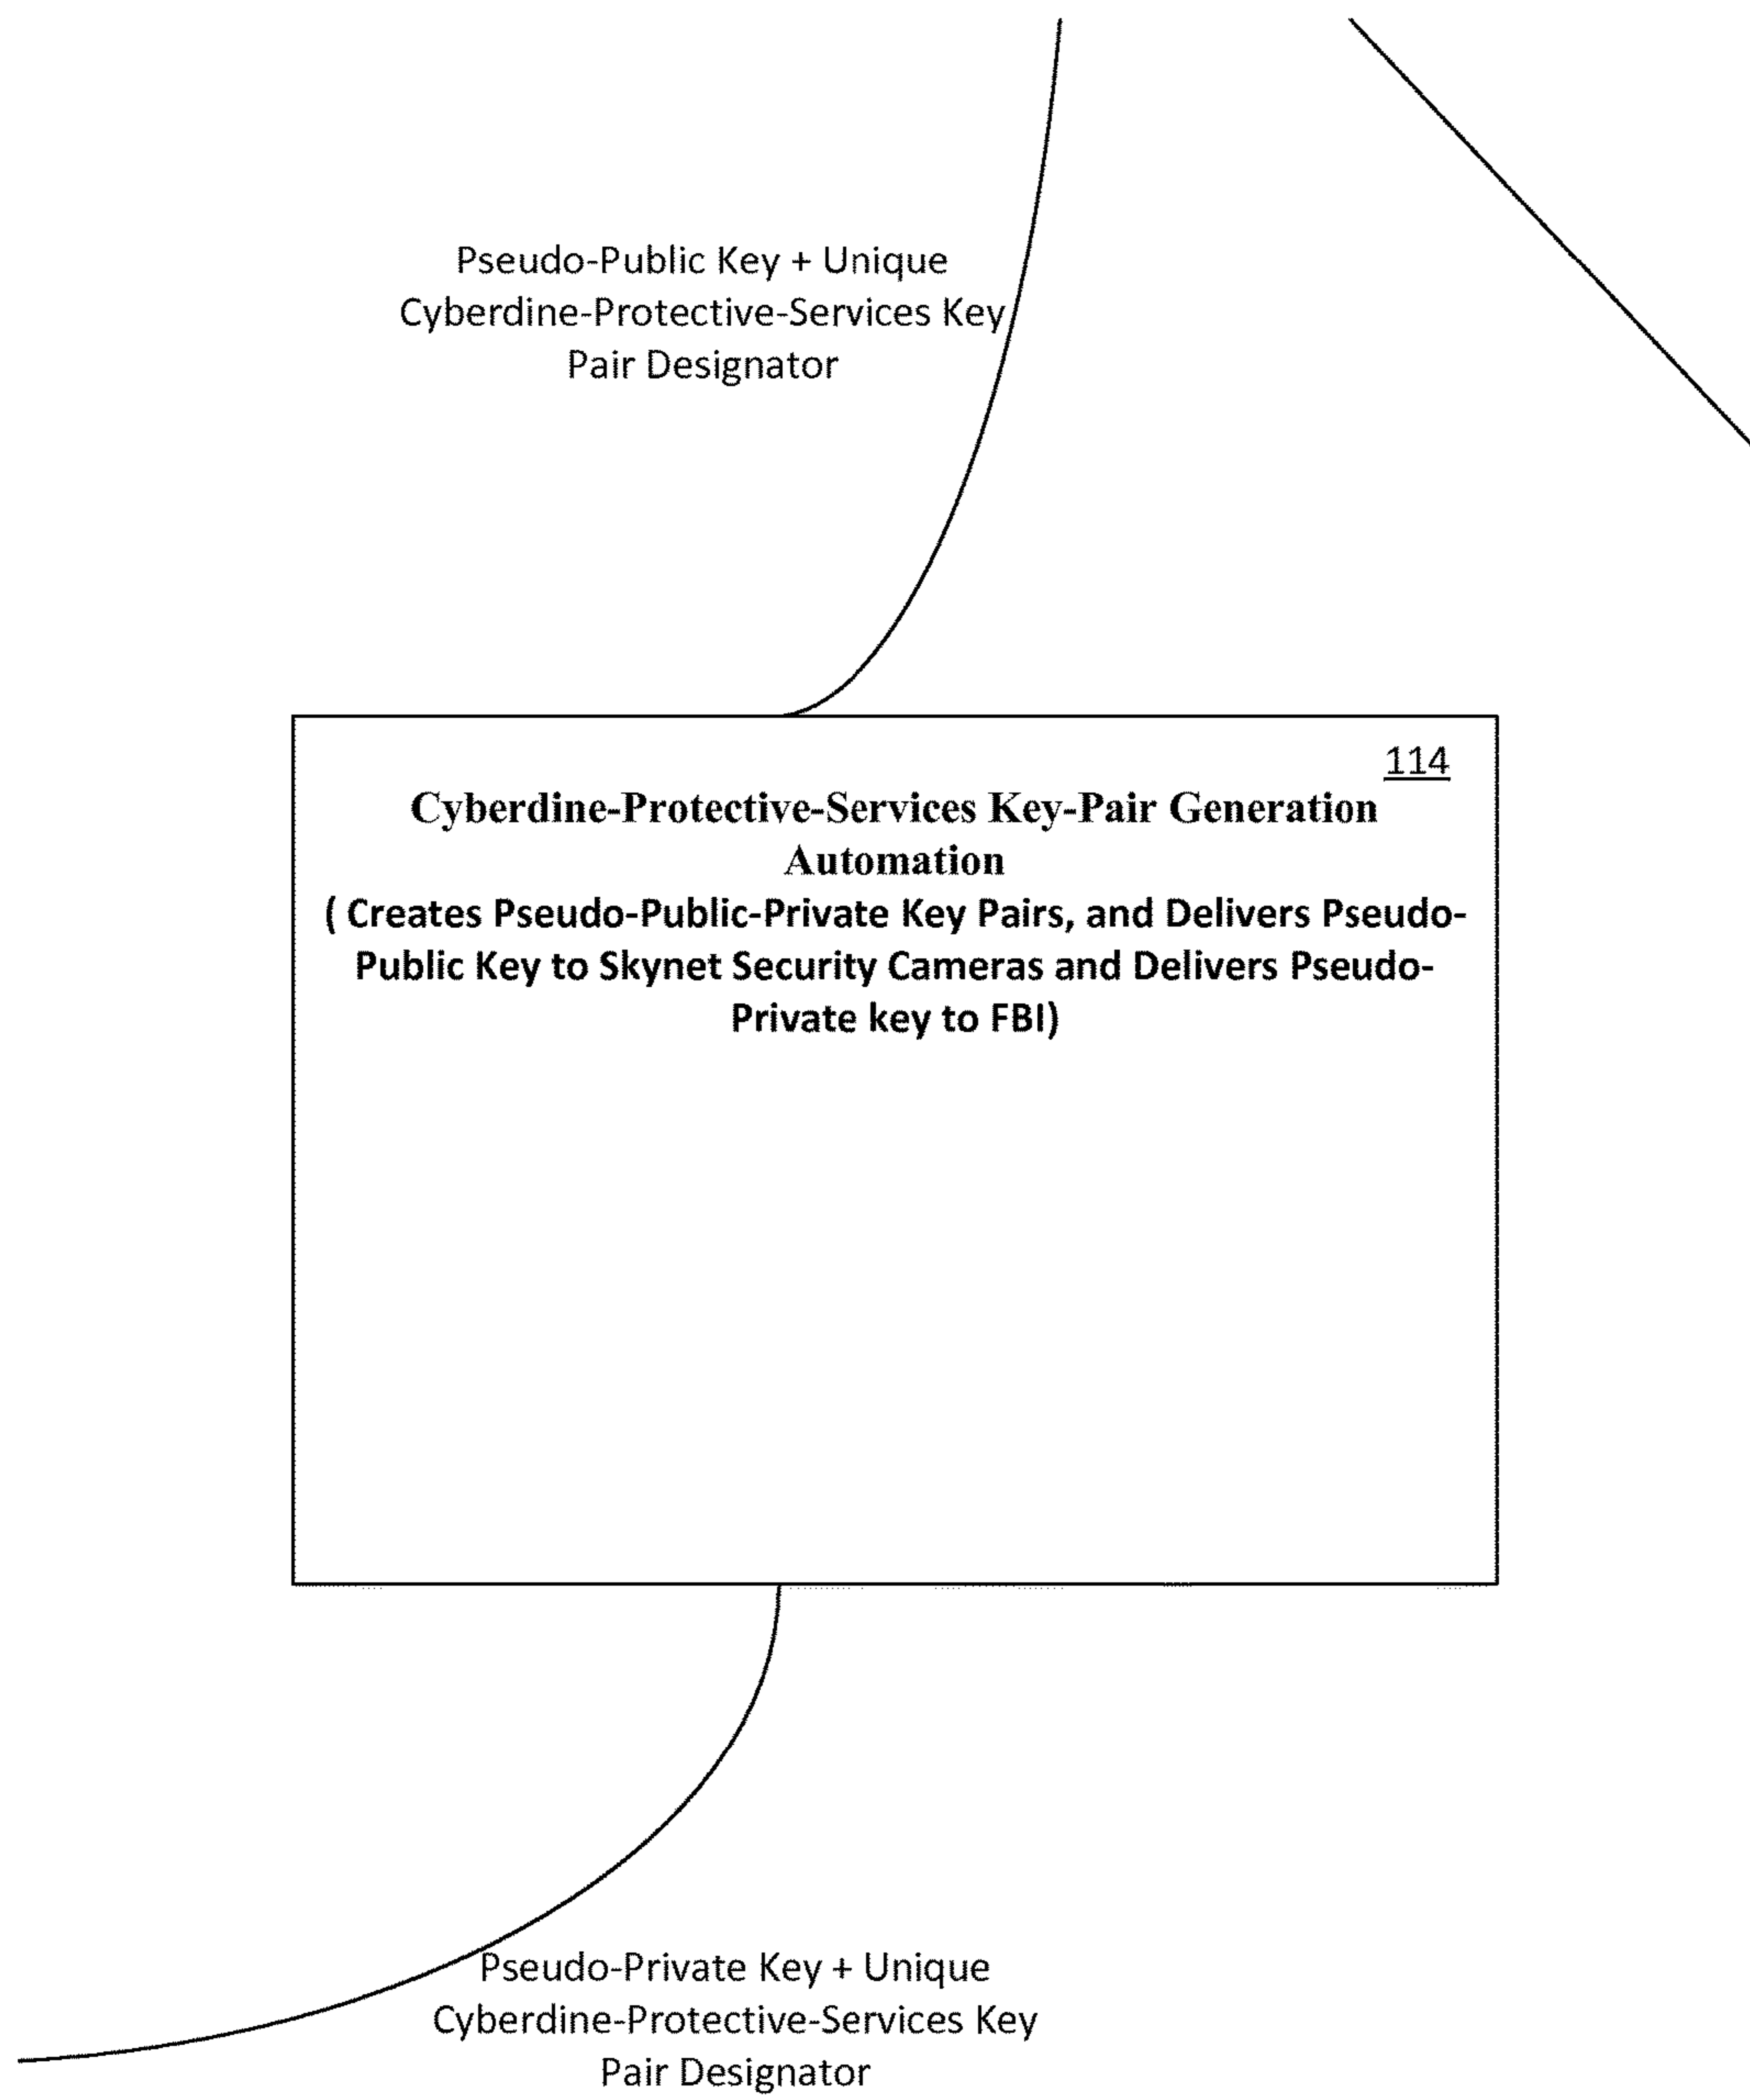 Pseudo-Public Key + Unique
Cyberdine-Protective-Services Key
Pair Designator
114
Cyberdine-Protective-Services Key-Pair Generation
Automation
( Creates Pseudo-Public-Private Key Pairs, and Delivers Pseudo-
Public Key to Skynet Security Cameras and Delivers Pseudo-
Private key to FBI)
Pseudo-Private Key + Unique
Cyberdine-Protective-Services Key
Pair Designator